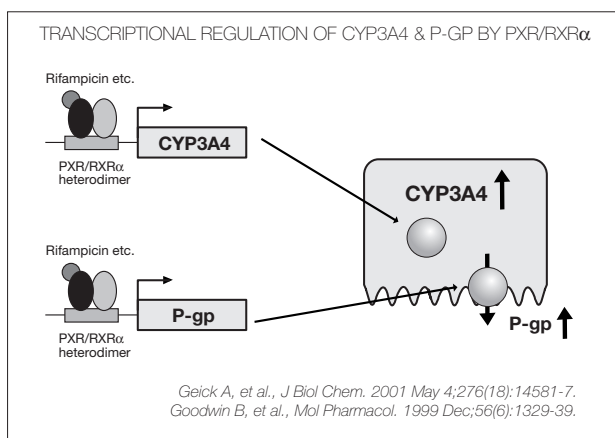 TRANSCRIPTIONAL REGULATION OF CYP3A4 & P-GP BY PXR/RXRα
Rifampicin etc.
CYP3A4
PXR/RXRα
heterodimer
CYP3A4
Rifampicin etc.
P-gp
PXR/RXRα
heterodimer
P-gp
Geick A, et al., J Biol Chem. 2001 May 4;276(18):14581-7.
Goodwin B, et al., Mol Pharmacol. 1999 Dec;56(6):1329-39.